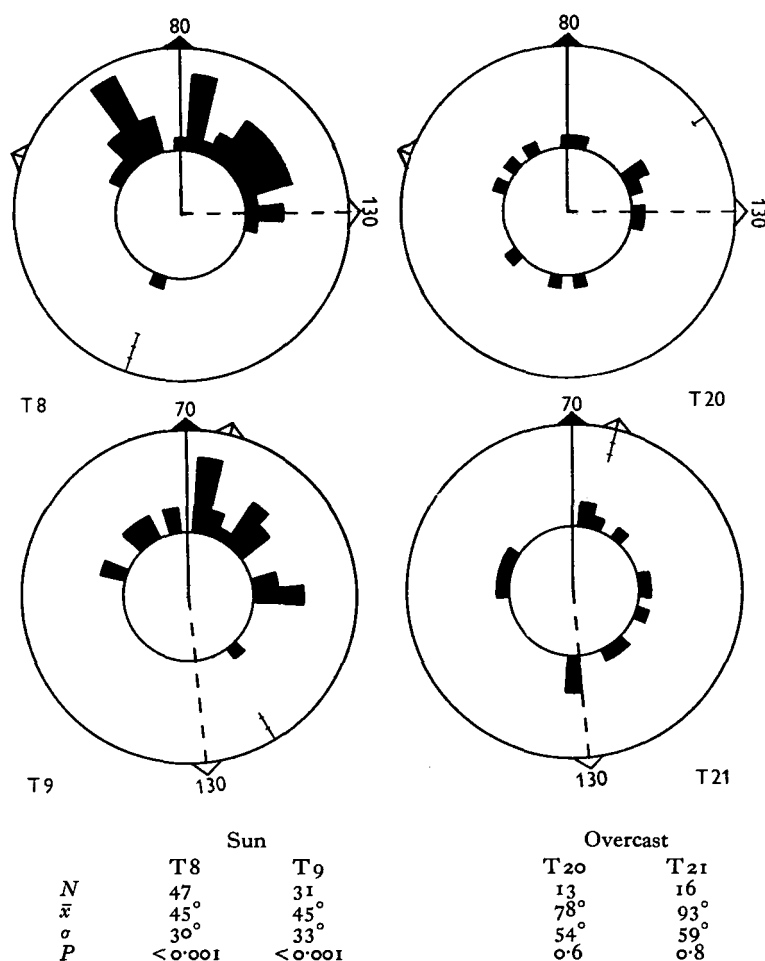 80
80
130
130
T8
T20
70
70
T9
130
130
T21
Sun Overcast
T8 T9 T20 T21
N 47 31 13 16
x̄ 45° 45° 78° 93°
σ 30° 33° 54° 59°
P <0·001 <0·001 0·6 0·8